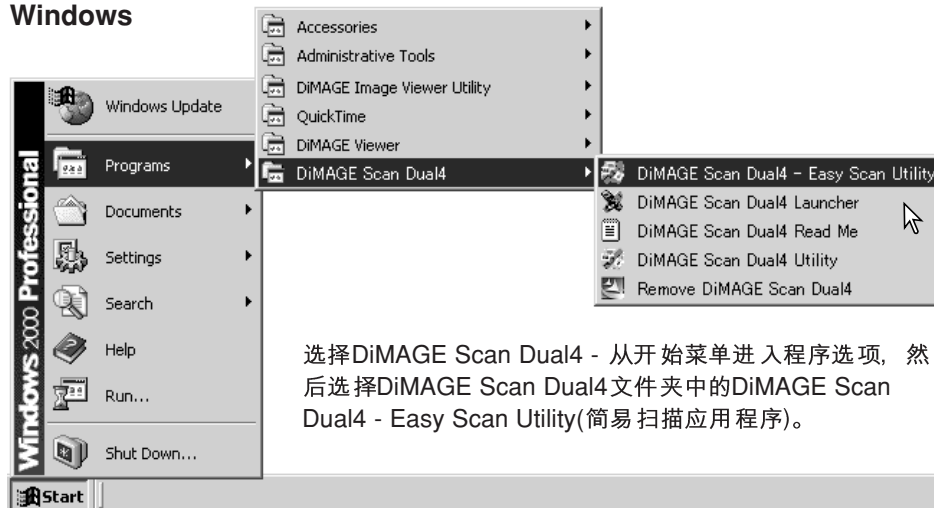 Windows
Accessories
Administrative Tools
DiMAGE Image Viewer Utility
QuickTime
DiMAGE Viewer
DiMAGE Scan Dual4
DiMAGE Scan Dual4 - Easy Scan Utility
DiMAGE Scan Dual4 Launcher
DiMAGE Scan Dual4 Read Me
DiMAGE Scan Dual4 Utility
Remove DiMAGE Scan Dual4
Windows 2000 Professional
Windows Update
Programs
Documents
Settings
Search
Help
Run...
Shut Down...
选择DiMAGE Scan Dual4 - 从开始菜单进入程序选项, 然
后选择DiMAGE Scan Dual4文件夹中的DiMAGE Scan
Dual4 - Easy Scan Utility(简易扫描应用程序)。
Start